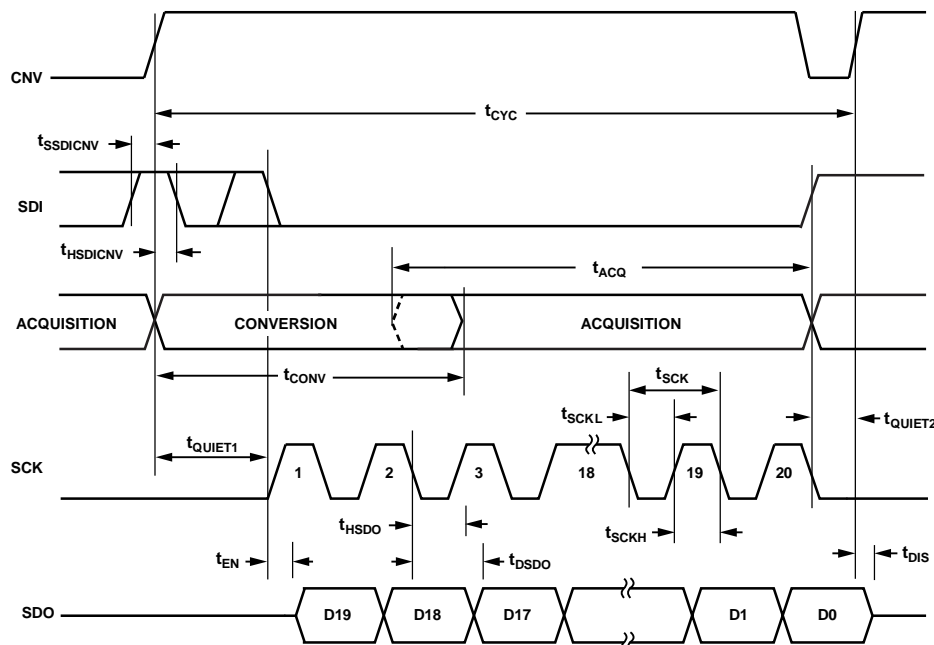 CNV
tCYC
tSSDICNV
SDI
tHSDICNV
tACQ
ACQUISITION CONVERSION ACQUISITION
tCONV
tSCK
tSCKL
tQUIET2
tQUIET1
SCK 1 2 3 18 19 20
tHSDO
tSCKH
tEN
tDSDO
tDIS
SDO D19 D18 D17 D1 D0